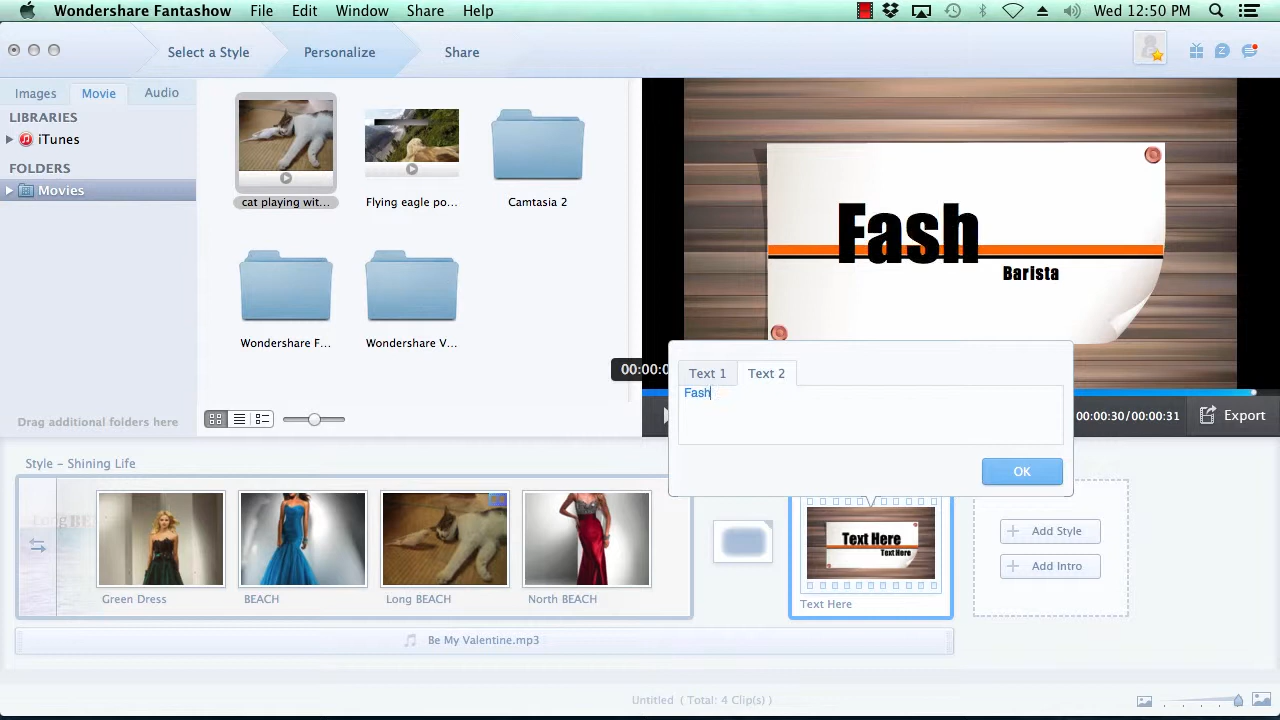 Wondershare Fantashow File Edit Window Share Help
Wed 12:50 PM
Select a Style
Personalize
Share
Images
Movie
Audio
LIBRARIES
iTunes
FOLDERS
Movies
cat playing wit...
Flying eagle po...
Camtasia 2
Wondershare F...
Wondershare V...
Drag additional folders here
Fash
Barista
00:00:0
Text 1
Text 2
Fash
OK
00:00:30/00:00:31
Export
Style – Shining Life
Green Dress
BEACH
Long BEACH
North BEACH
Text Here
Text Here
Text Here
Add Style
Add Intro
Be My Valentine.mp3
Untitled ( Total: 4 Clip(s) )